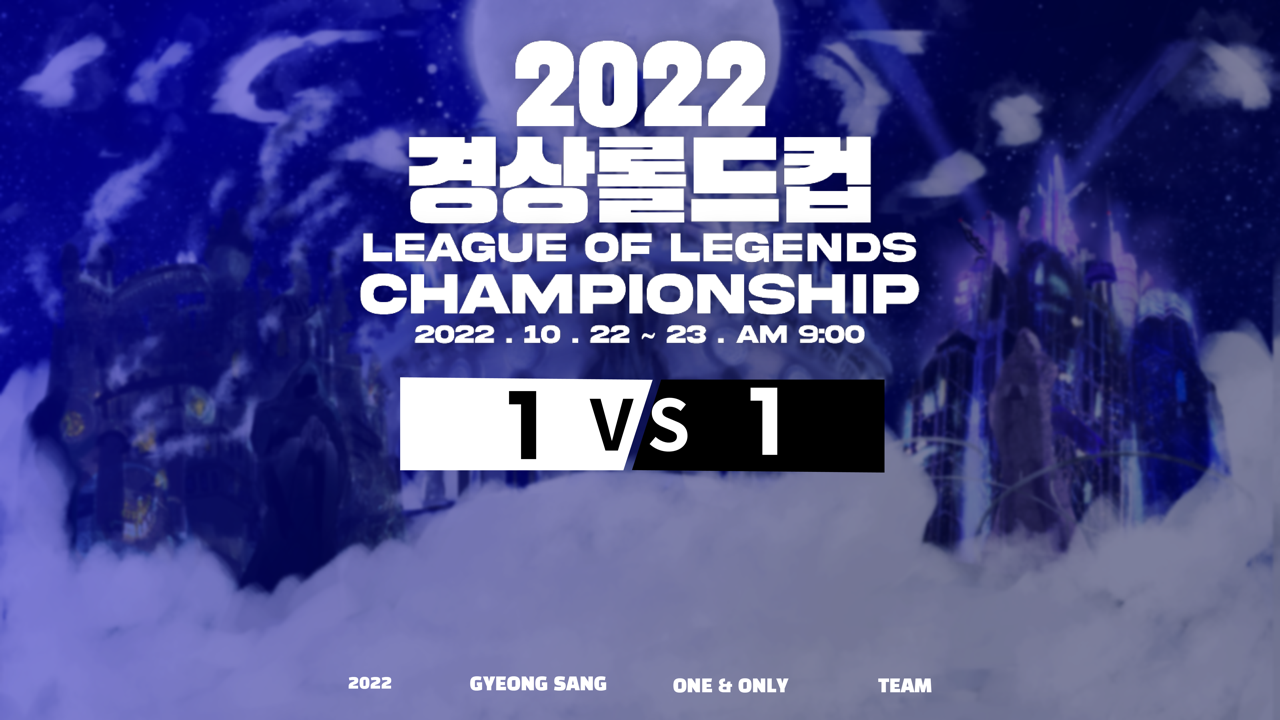 2022
경상롤드컵
LEAGUE OF LEGENDS
CHAMPIONSHIP
2022 . 10 . 22 ~ 23 . AM 9:00
1 VS 1
2022 GYEONG SANG ONE & ONLY TEAM